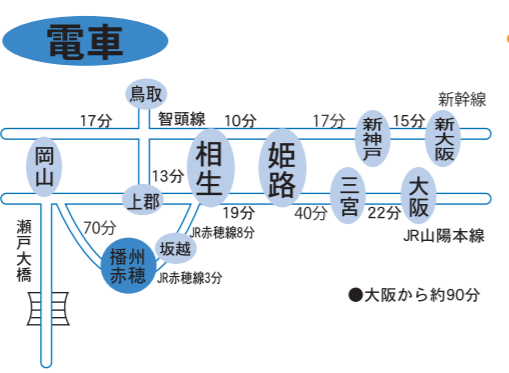 電車
鳥取
新幹線
17分
智頭線
10分
17分
15分
新神戸
新大阪
岡山
相生
姫路
13分
上郡
三宮
大阪
19分
40分
22分
瀬戸大橋
70分
JR赤穂線8分
JR山陽本線
坂越
播州
赤穂
JR赤穂線3分
●大阪から約90分